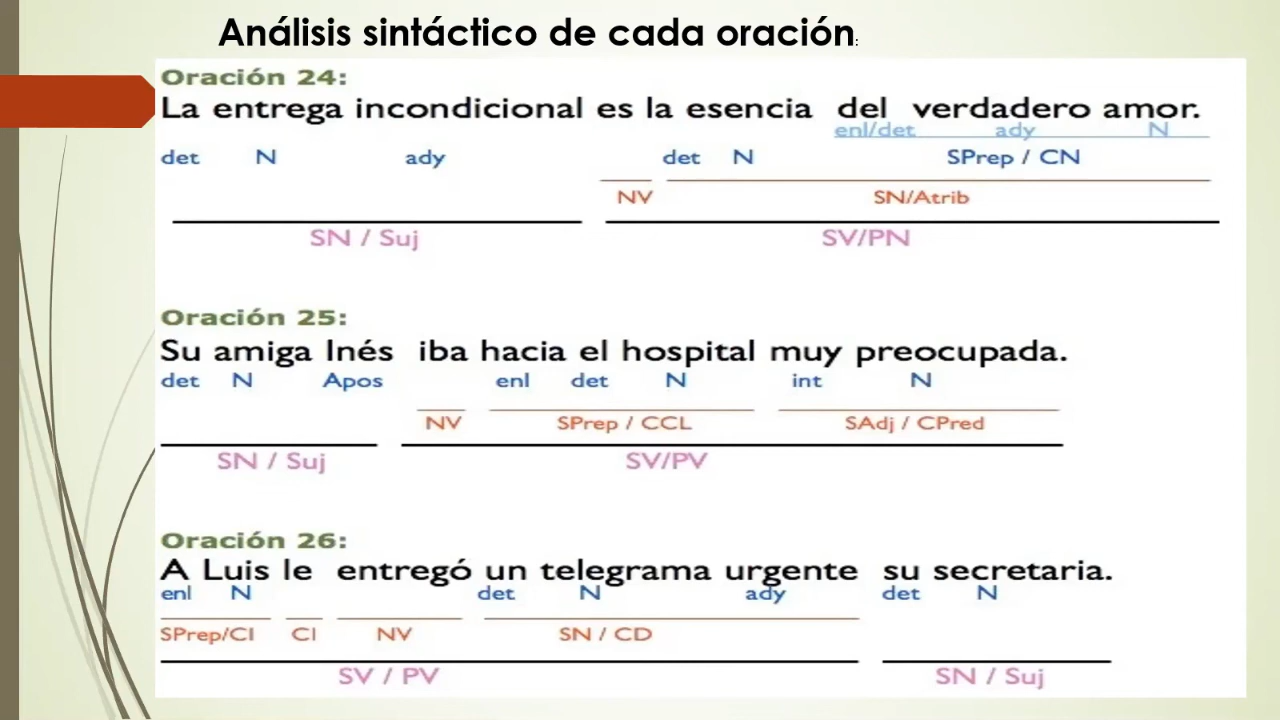 Análisis sintáctico de cada oración:
Oración 24:
La entrega incondicional es la esencia del verdadero amor.
enl/det ady N
det N ady det N SPrep / CN
NV SN/Atrib
SN / Suj SV/PN
Oración 25:
Su amiga Inés iba hacia el hospital muy preocupada.
det N Apos enl det N int N
NV SPrep / CCL SAdj / CPred
SN / Suj SV/PV
Oración 26:
A Luis le entregó un telegrama urgente su secretaria.
enl N det N ady det N
SPrep/CI CI NV SN / CD
SV / PV SN / Suj